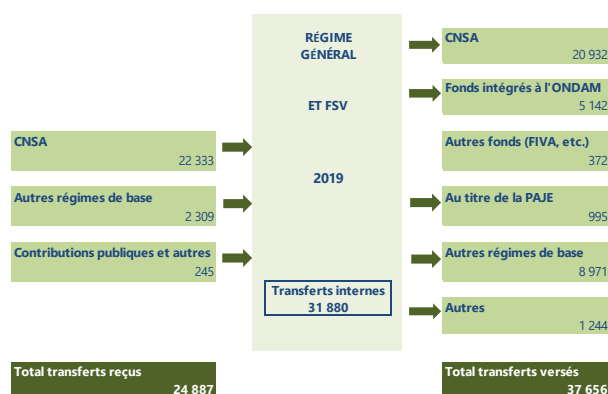 CNSA
22 333
Autres régimes de base
2 309
Contributions publiques et autres
245
Total transferts reçus
24 887
RÉGIME
GÉNÉRAL
ET FSV
2019
Transferts internes
31 880
CNSA
20 932
Fonds intégrés à l'ONDAM
5 142
Autres fonds (FIVA, etc.)
372
Au titre de la PAJE
995
Autres régimes de base
8 971
Autres
1 244
Total transferts versés
37 656